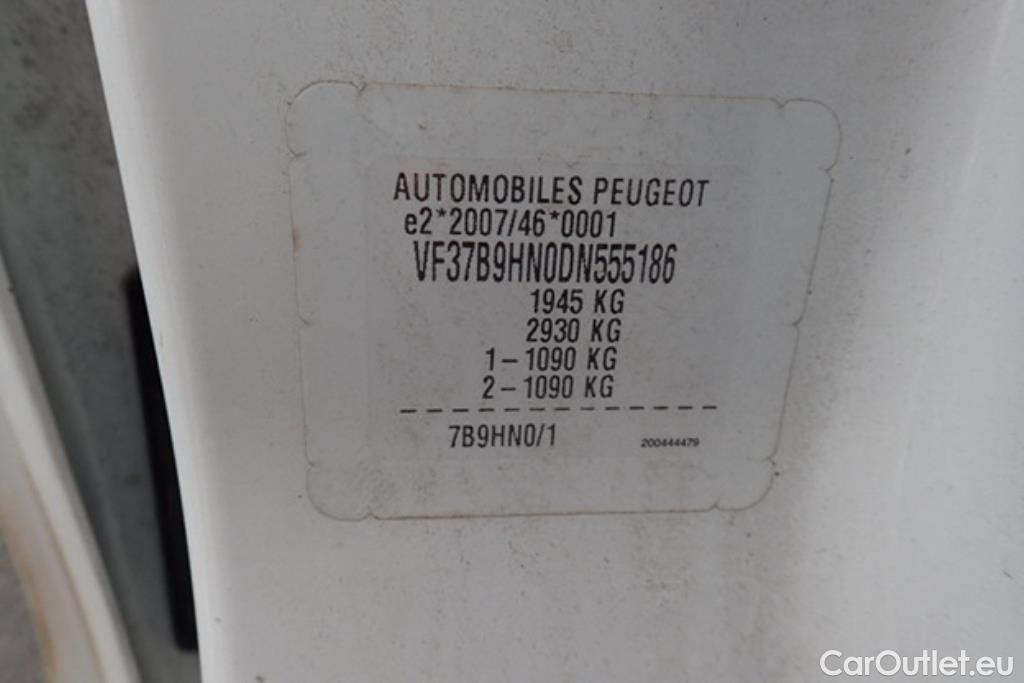 AUTOMOBILES PEUGEOT
e2*2007/46*0001
VF37B9HN0DN555186
1945 KG
2930 KG
1-1090 KG
2-1090 KG
7B9HN0/1 200444479
CarOutlet.eu